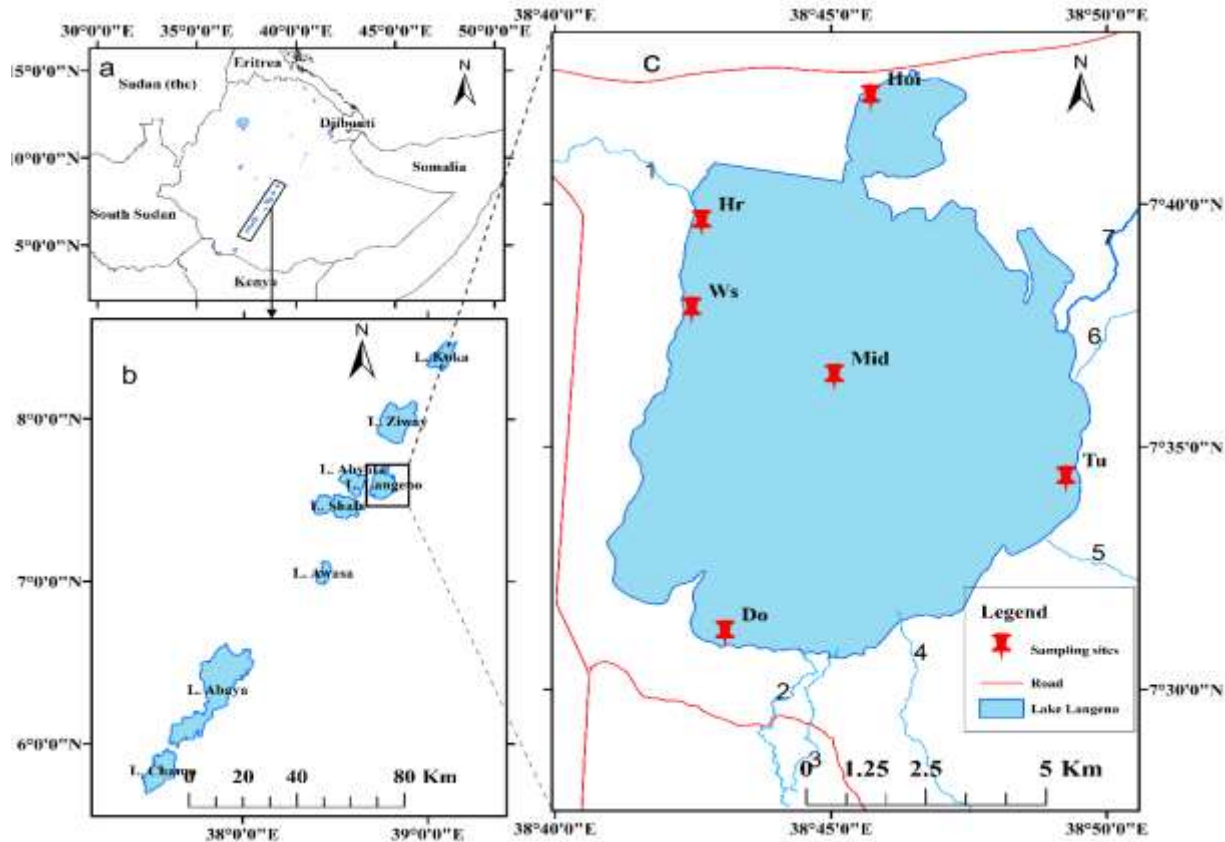 30°0'0"E 35°0'0"E 40°0'0"E 45°0'0"E 50°0'0"E
a
Eritrea
N
5°0'0"N
Sudan (the)
Djibouti
0°0'0"N
Somalia
South Sudan
5°0'0"N
Kenya
b
N
L. Koka
8°0'0"N
L. Ziway
L. Abyata
L. Langeno
L. Shala
L. Awasa
7°0'0"N
L. Abaya
6°0'0"N
L. Chamo
0 20 40 80 Km
38°0'0"E 39°0'0"E
38°40'0"E 38°45'0"E 38°50'0"E
C
Hoi
N
1
Hr
7°40'0"N
7
Ws
6
Mid
Tu
7°35'0"N
5
Do
4
2
3
7°30'0"N
Legend
Sampling sites
Road
Lake Langeno
0 1.25 2.5 5 Km
38°40'0"E 38°45'0"E 38°50'0"E